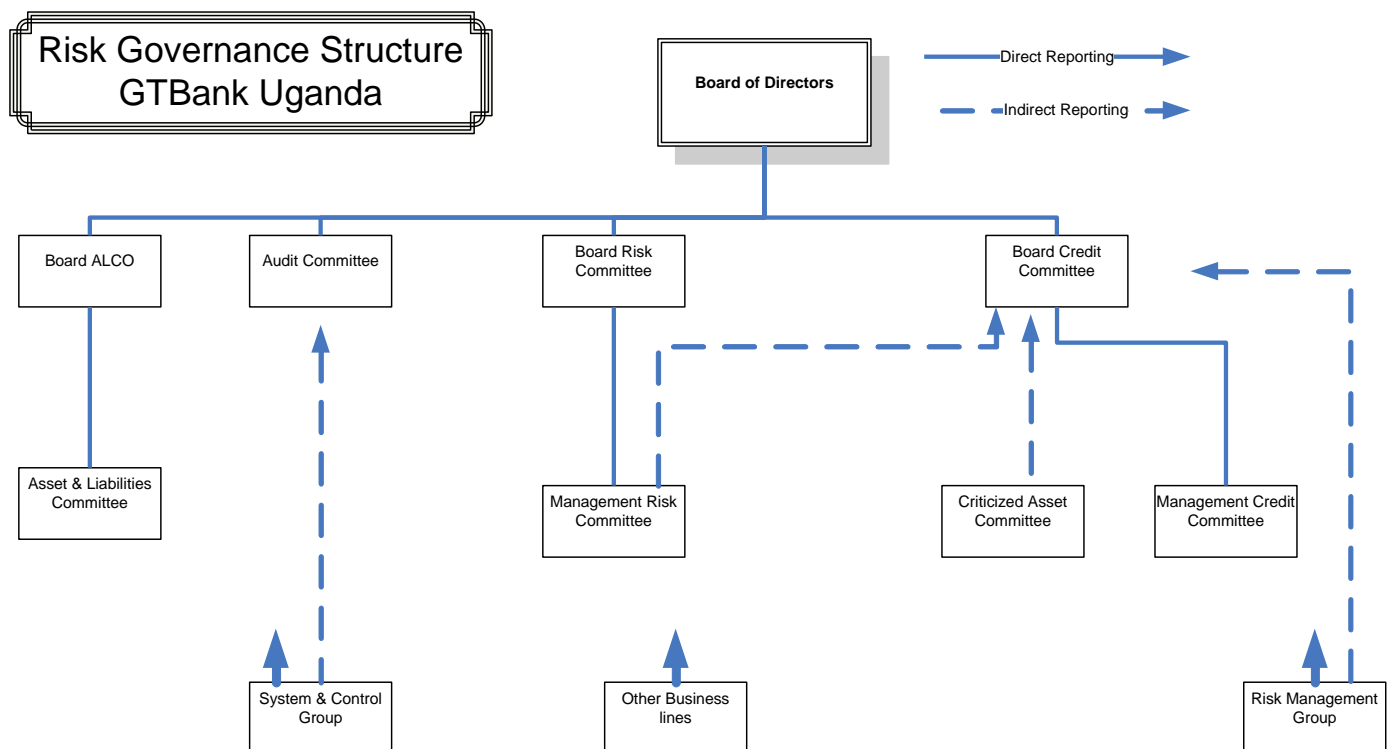 Risk Governance Structure
GTBank Uganda
Board of Directors
Direct Reporting
Indirect Reporting
Board ALCO
Audit Committee
Board Risk
Committee
Board Credit
Committee
Asset & Liabilities
Committee
Management Risk
Committee
Criticized Asset
Committee
Management Credit
Committee
System & Control
Group
Other Business
lines
Risk Management
Group